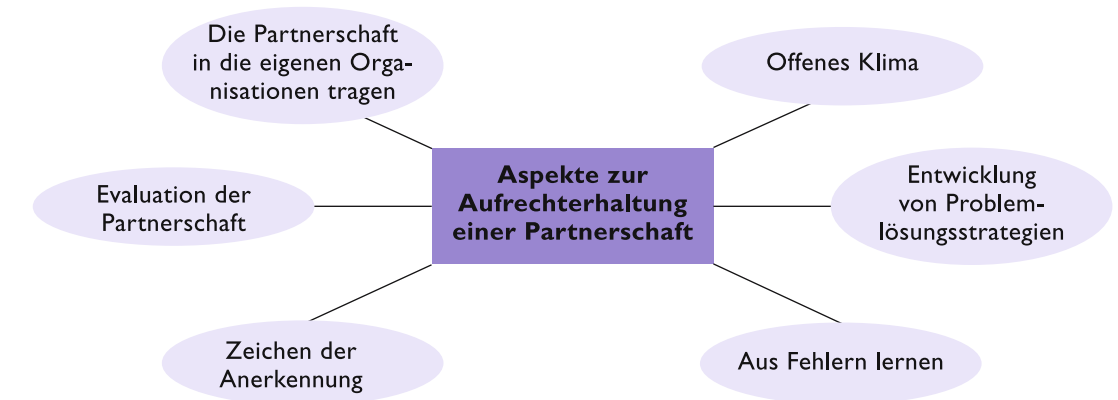 Die Partnerschaft
in die eigenen Orga-
nisationen tragen
Offenes Klima
Aspekte zur
Aufrechterhaltung
einer Partnerschaft
Evaluation der
Partnerschaft
Entwicklung
von Problem-
lösungsstrategien
Zeichen der
Anerkennung
Aus Fehlern lernen